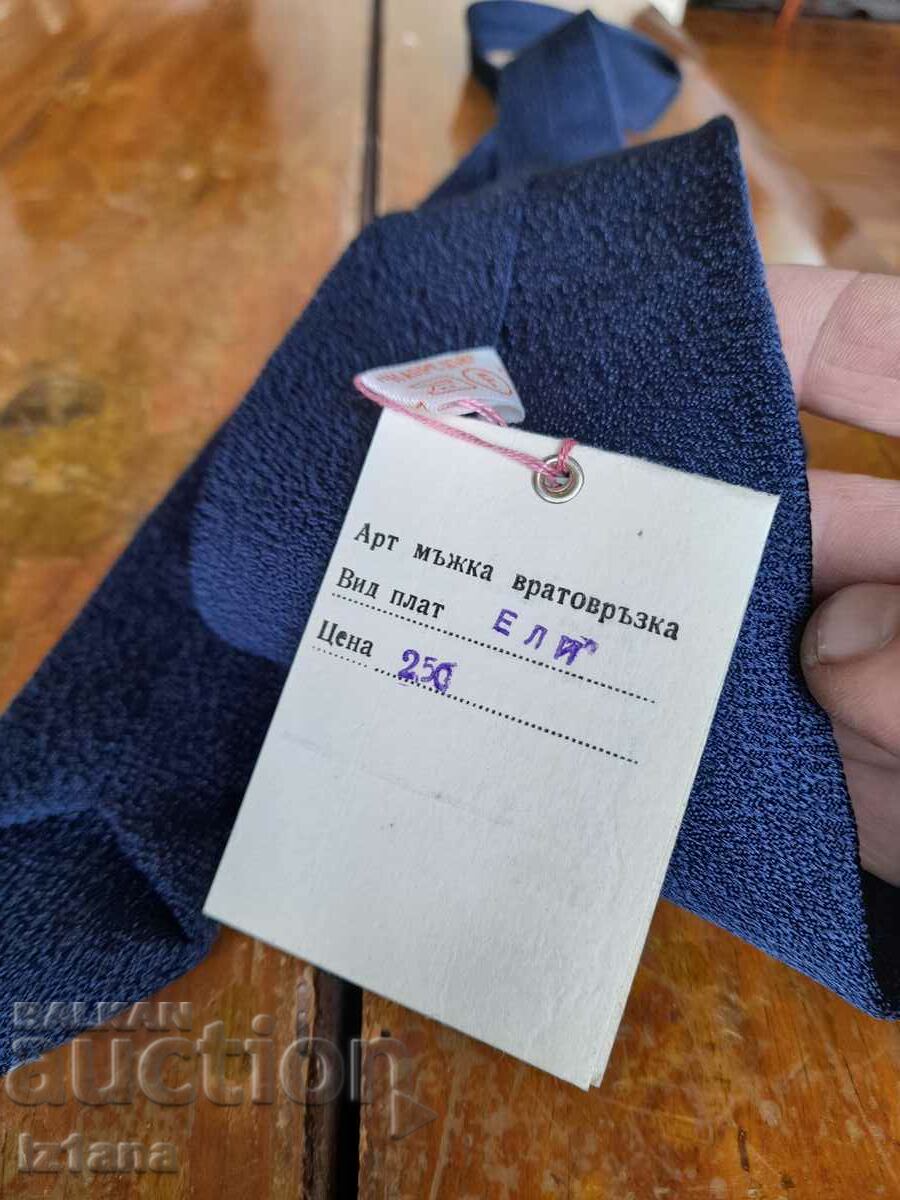 Арт мъжка вратовръзка
Вид плат ЕЛИ
Цена 250
BALKAN
auction
iz1ana